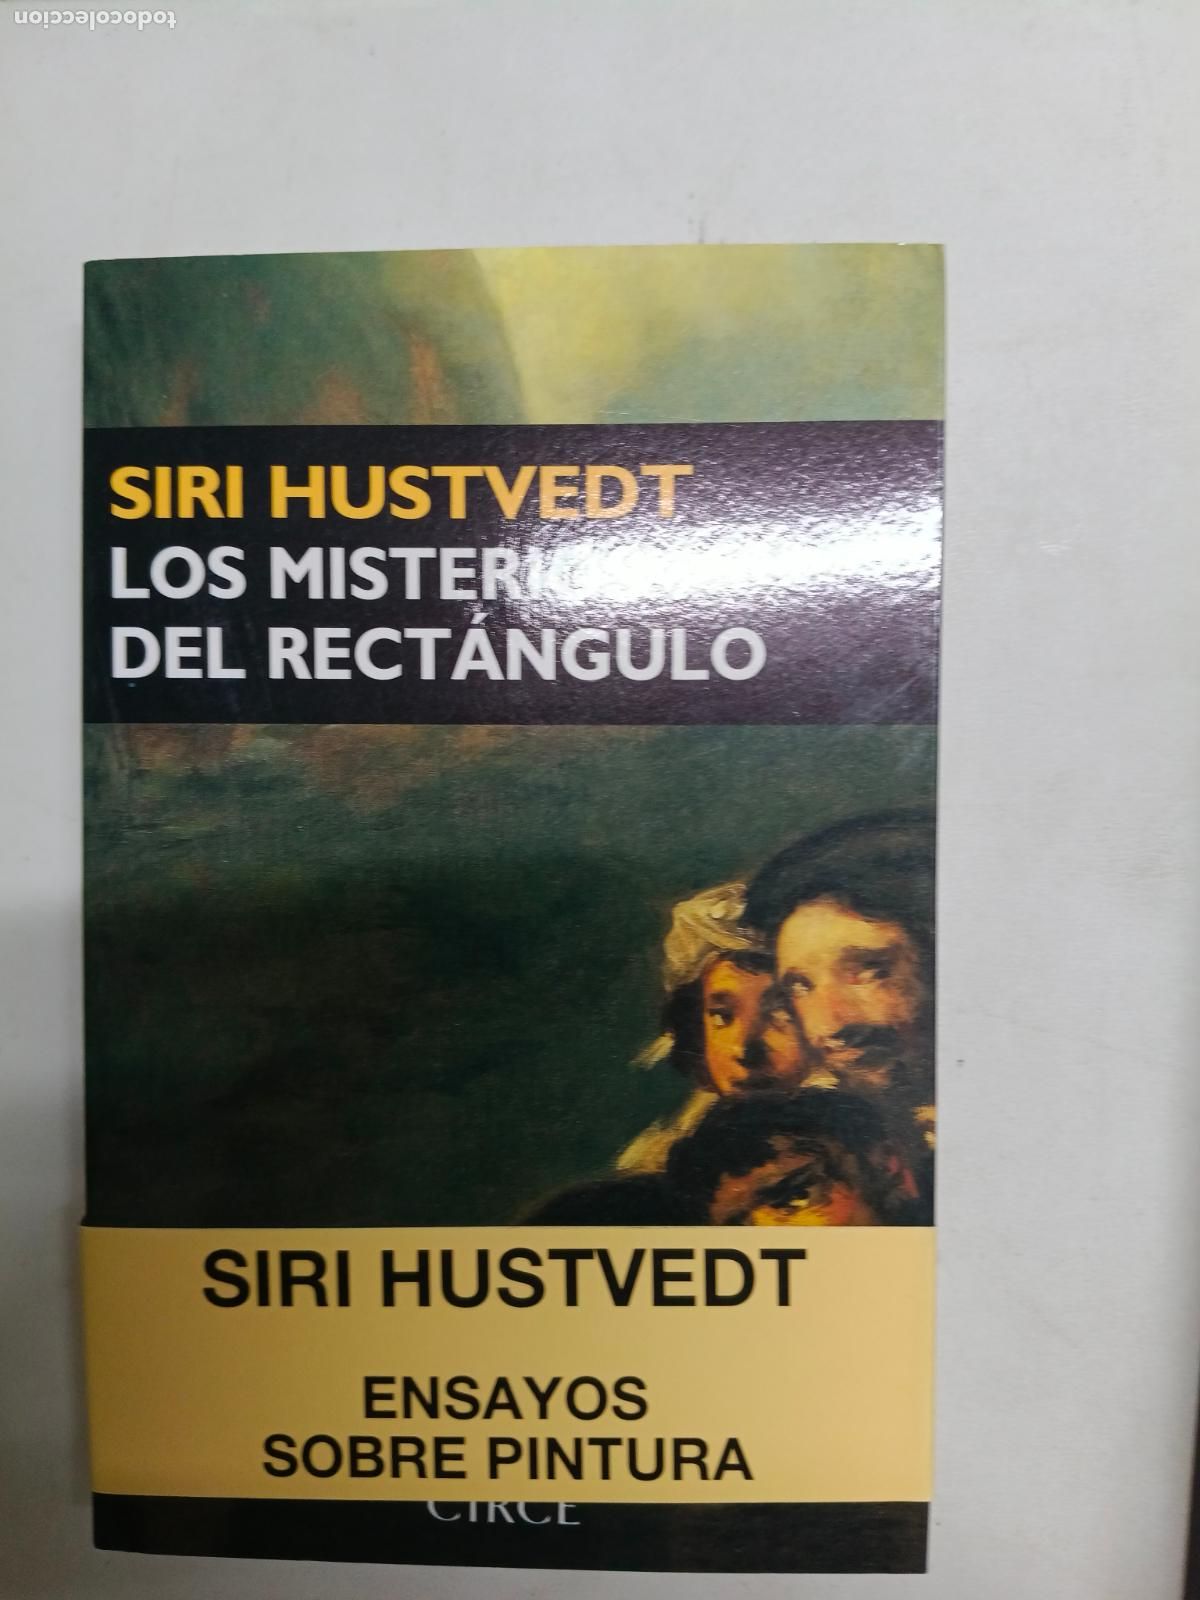 todocoleccion
SIRI HUSTVEDT
LOS MISTERIOS
DEL RECTÁNGULO
SIRI HUSTVEDT
ENSAYOS
SOBRE PINTURA
CIRCE